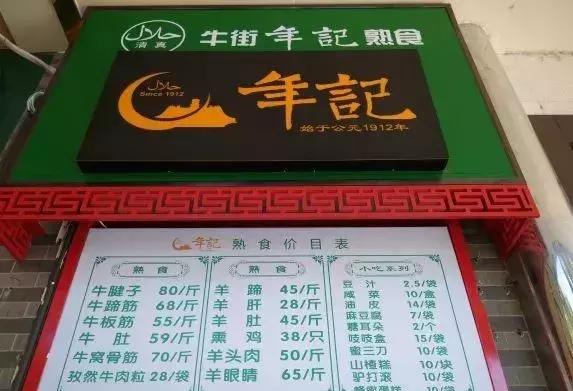 حلال
清真
牛街年記熟食
حلال
Since 1912
年記
始于公元1912年
年記 熟食价目表
熟食
牛腱子 80/斤
牛蹄筋 68/斤
牛板筋 55/斤
牛肚 59/斤
牛窝骨筋 70/斤
孜然牛肉粒 28/袋
熟食
羊蹄 45/斤
羊肝 28/斤
羊肚 45/斤
熏鸡 38/只
羊头肉 50/斤
羊眼睛 65/斤
小吃系列
豆汁 2.5/袋
咸菜 10/盒
油皮 14/袋
麻豆腐 7/袋
糖耳朵 2/个
吱吱盒 15/袋
蜜三刀 10/袋
山楂糕 10/块
驴打滚 10/块